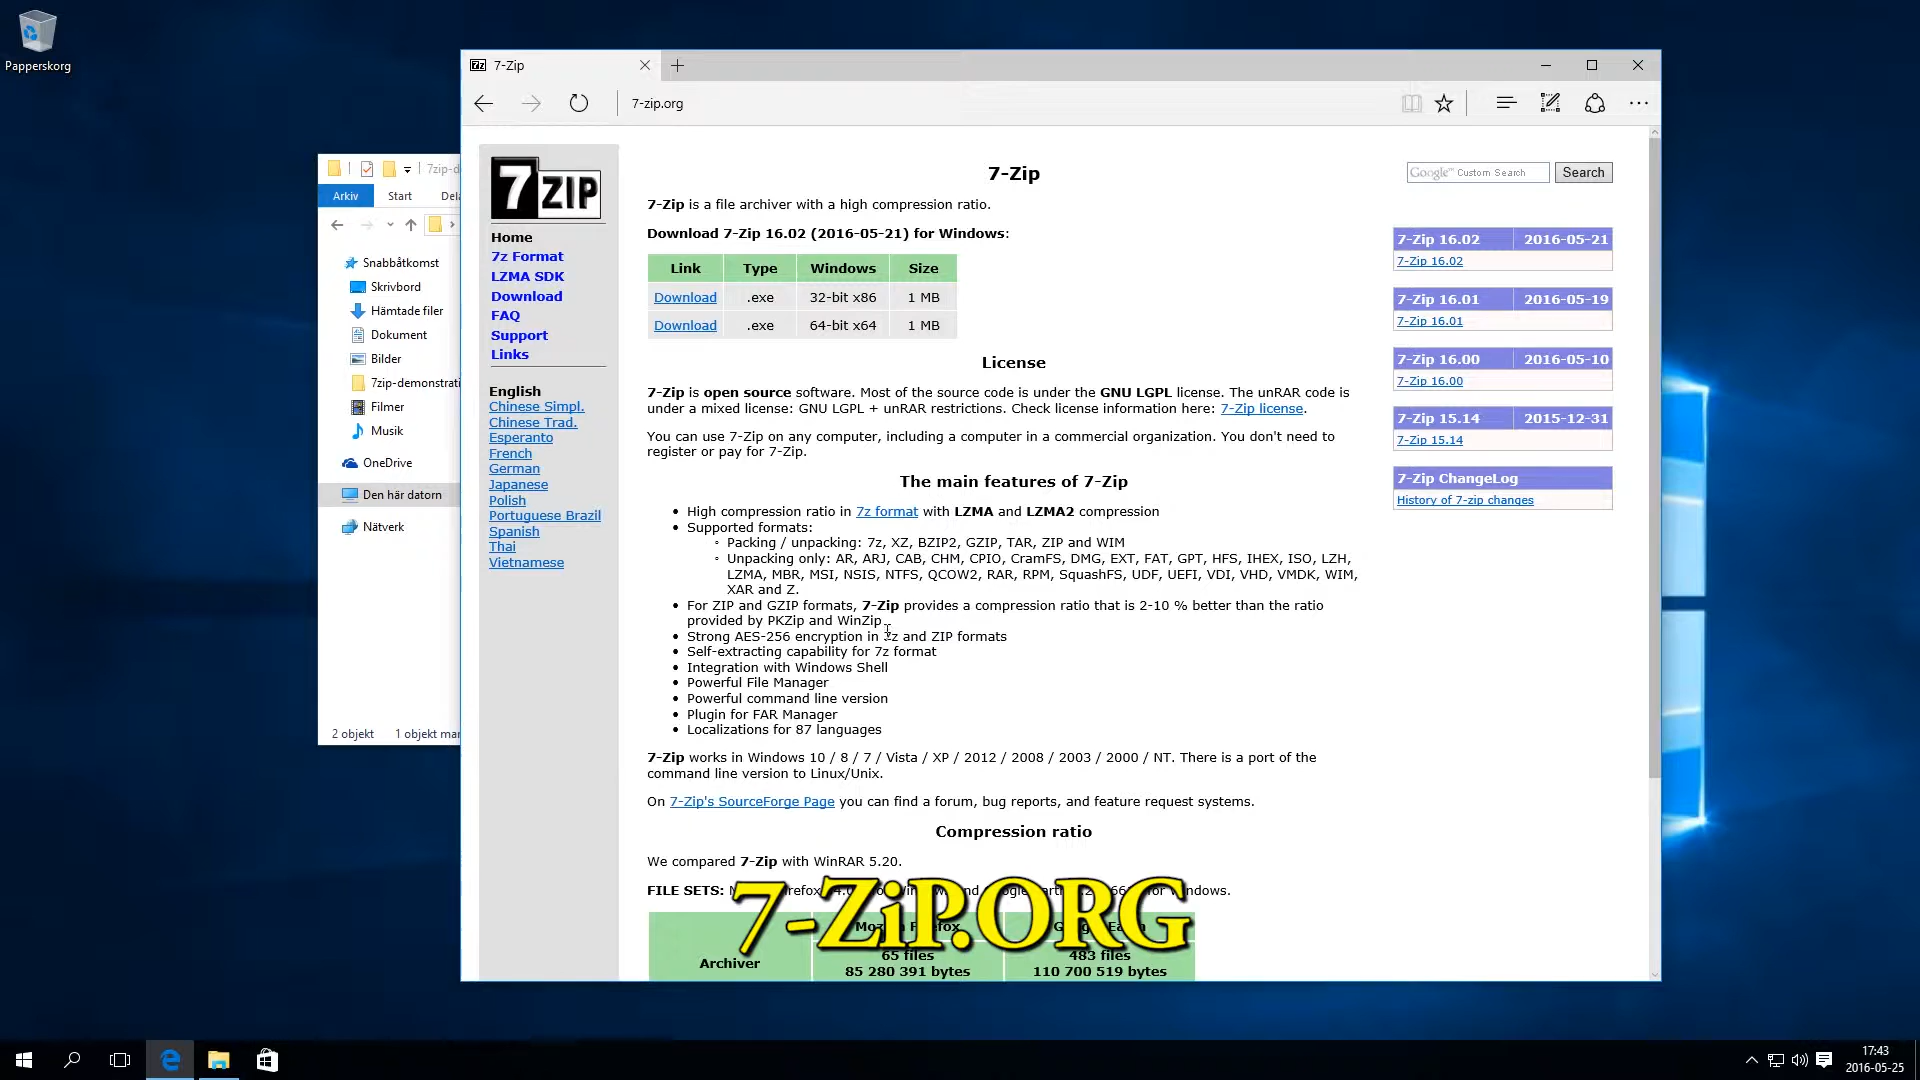 Papperskorg
7-Zip
7-zip.org
7zip-d
Arkiv
Start
Dela
Snabbåtkomst
Skrivbord
Hämtade filer
Dokument
Bilder
7zip-demonstrati
Filmer
Musik
OneDrive
Den här datorn
Nätverk
2 objekt
1 objekt mar
7 ZIP
Home
7z Format
LZMA SDK
Download
FAQ
Support
Links
English
Chinese Simpl.
Chinese Trad.
Esperanto
French
German
Japanese
Polish
Portuguese Brazil
Spanish
Thai
Vietnamese
7-Zip
7-Zip is a file archiver with a high compression ratio.
Download 7-Zip 16.02 (2016-05-21) for Windows:
Link Type Windows Size
Download .exe 32-bit x86 1 MB
Download .exe 64-bit x64 1 MB
License
7-Zip is open source software. Most of the source code is under the GNU LGPL license. The unRAR code is
under a mixed license: GNU LGPL + unRAR restrictions. Check license information here: 7-Zip license.
You can use 7-Zip on any computer, including a computer in a commercial organization. You don't need to
register or pay for 7-Zip.
The main features of 7-Zip
• High compression ratio in 7z format with LZMA and LZMA2 compression
• Supported formats:
◦ Packing / unpacking: 7z, XZ, BZIP2, GZIP, TAR, ZIP and WIM
◦ Unpacking only: AR, ARJ, CAB, CHM, CPIO, CramFS, DMG, EXT, FAT, GPT, HFS, IHEX, ISO, LZH,
LZMA, MBR, MSI, NSIS, NTFS, QCOW2, RAR, RPM, SquashFS, UDF, UEFI, VDI, VHD, VMDK, WIM,
XAR and Z.
• For ZIP and GZIP formats, 7-Zip provides a compression ratio that is 2-10 % better than the ratio
provided by PKZip and WinZip
• Strong AES-256 encryption in 7z and ZIP formats
• Self-extracting capability for 7z format
• Integration with Windows Shell
• Powerful File Manager
• Powerful command line version
• Plugin for FAR Manager
• Localizations for 87 languages
7-Zip works in Windows 10 / 8 / 7 / Vista / XP / 2012 / 2008 / 2003 / 2000 / NT. There is a port of the
command line version to Linux/Unix.
On 7-Zip's SourceForge Page you can find a forum, bug reports, and feature request systems.
Compression ratio
We compared 7-Zip with WinRAR 5.20.
FILE SETS:
7-ZiP.ORG
Archiver
65 files
85 280 391 bytes
483 files
110 700 519 bytes
Google™ Custom Search
Search
7-Zip 16.02 2016-05-21
7-Zip 16.02
7-Zip 16.01 2016-05-19
7-Zip 16.01
7-Zip 16.00 2016-05-10
7-Zip 16.00
7-Zip 15.14 2015-12-31
7-Zip 15.14
7-Zip ChangeLog
History of 7-zip changes
17:43
2016-05-25